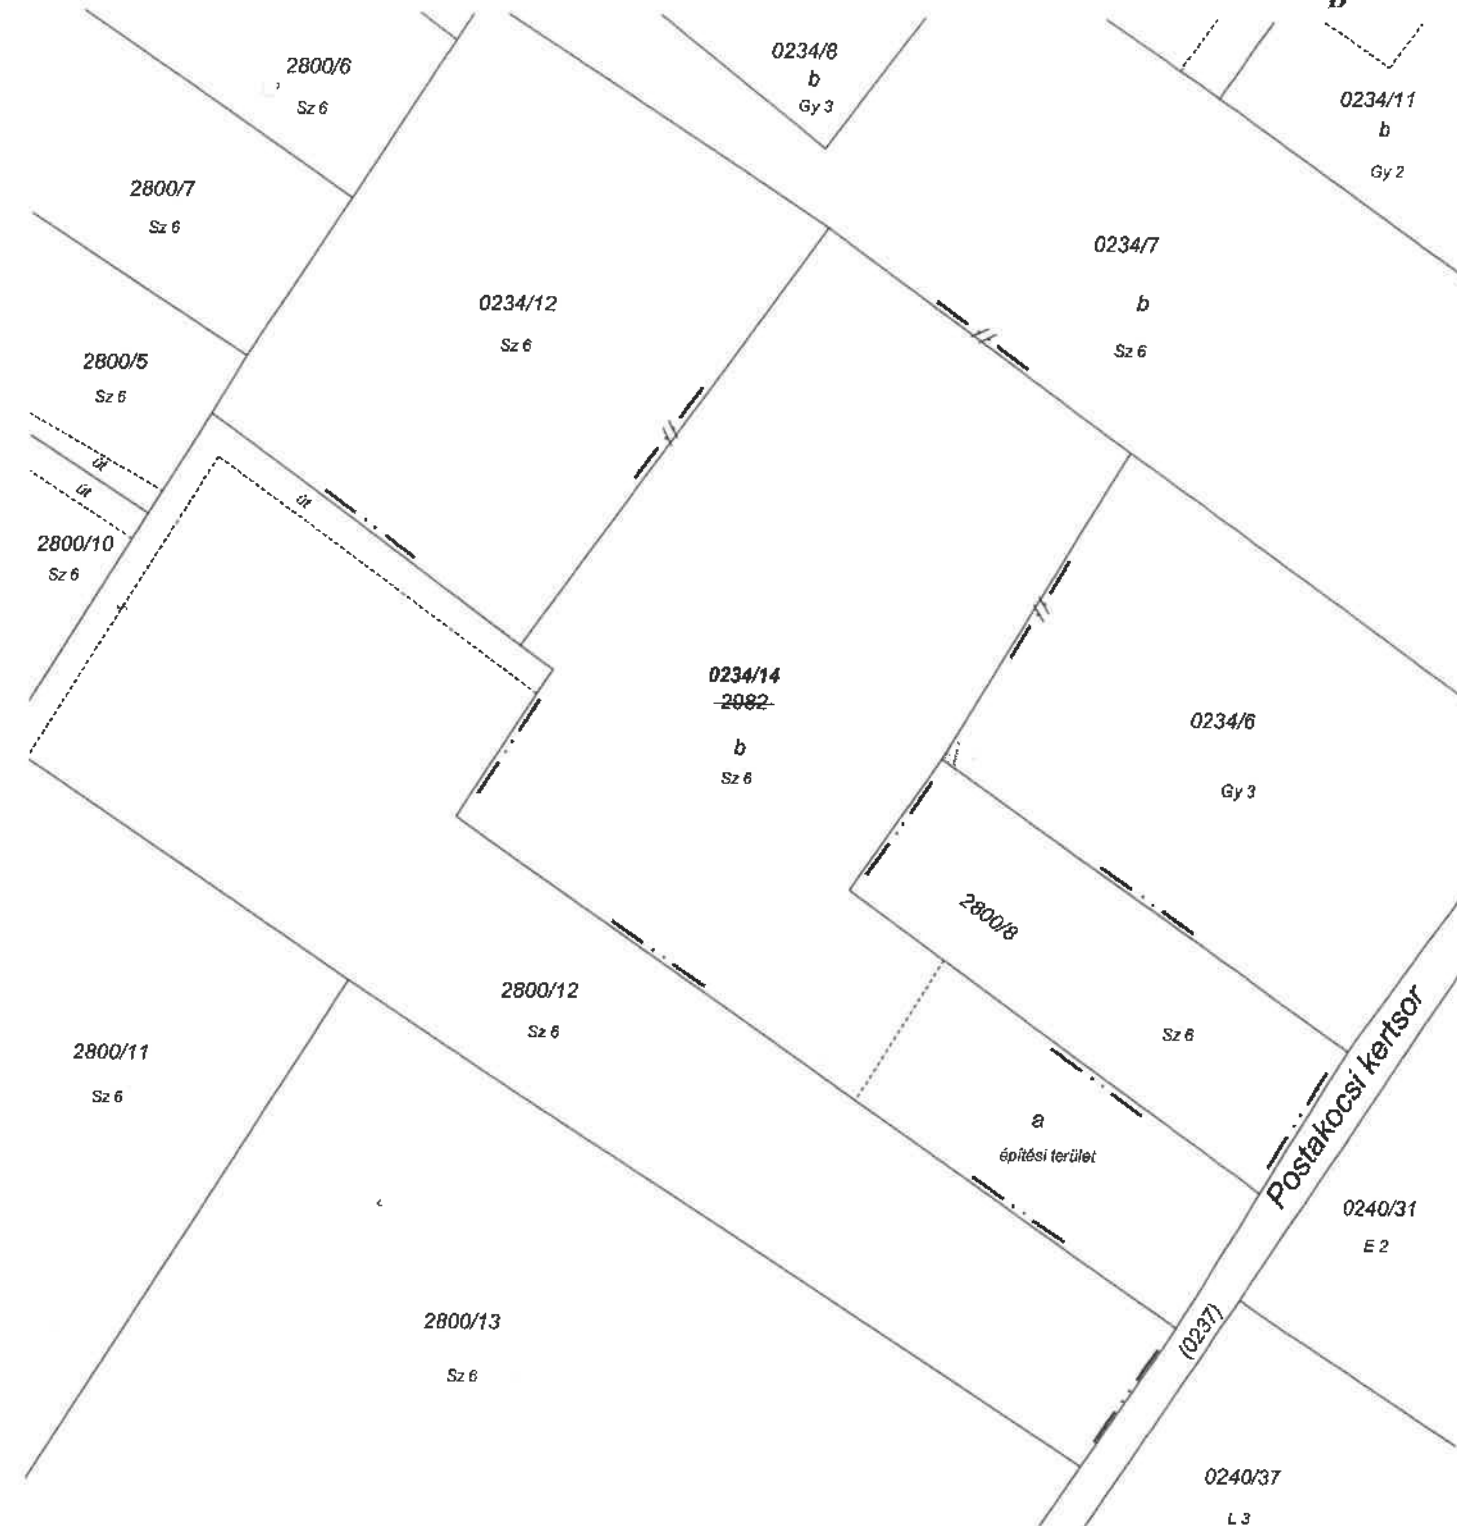 0234/8
b
Gy 3
2800/6
Sz 6
0234/11
b
Gy 2
2800/7
Sz 6
0234/7
b
Sz 6
0234/12
Sz 6
2800/5
Sz 6
út
út
út
2800/10
Sz 6
0234/14
2082
b
Sz 6
0234/6
Gy 3
2800/8
Sz 6
2800/12
Sz 6
2800/11
Sz 6
a
építési terület
Postakocsi kertsor
(0237)
0240/31
E 2
2800/13
Sz 6
0240/37
L 3